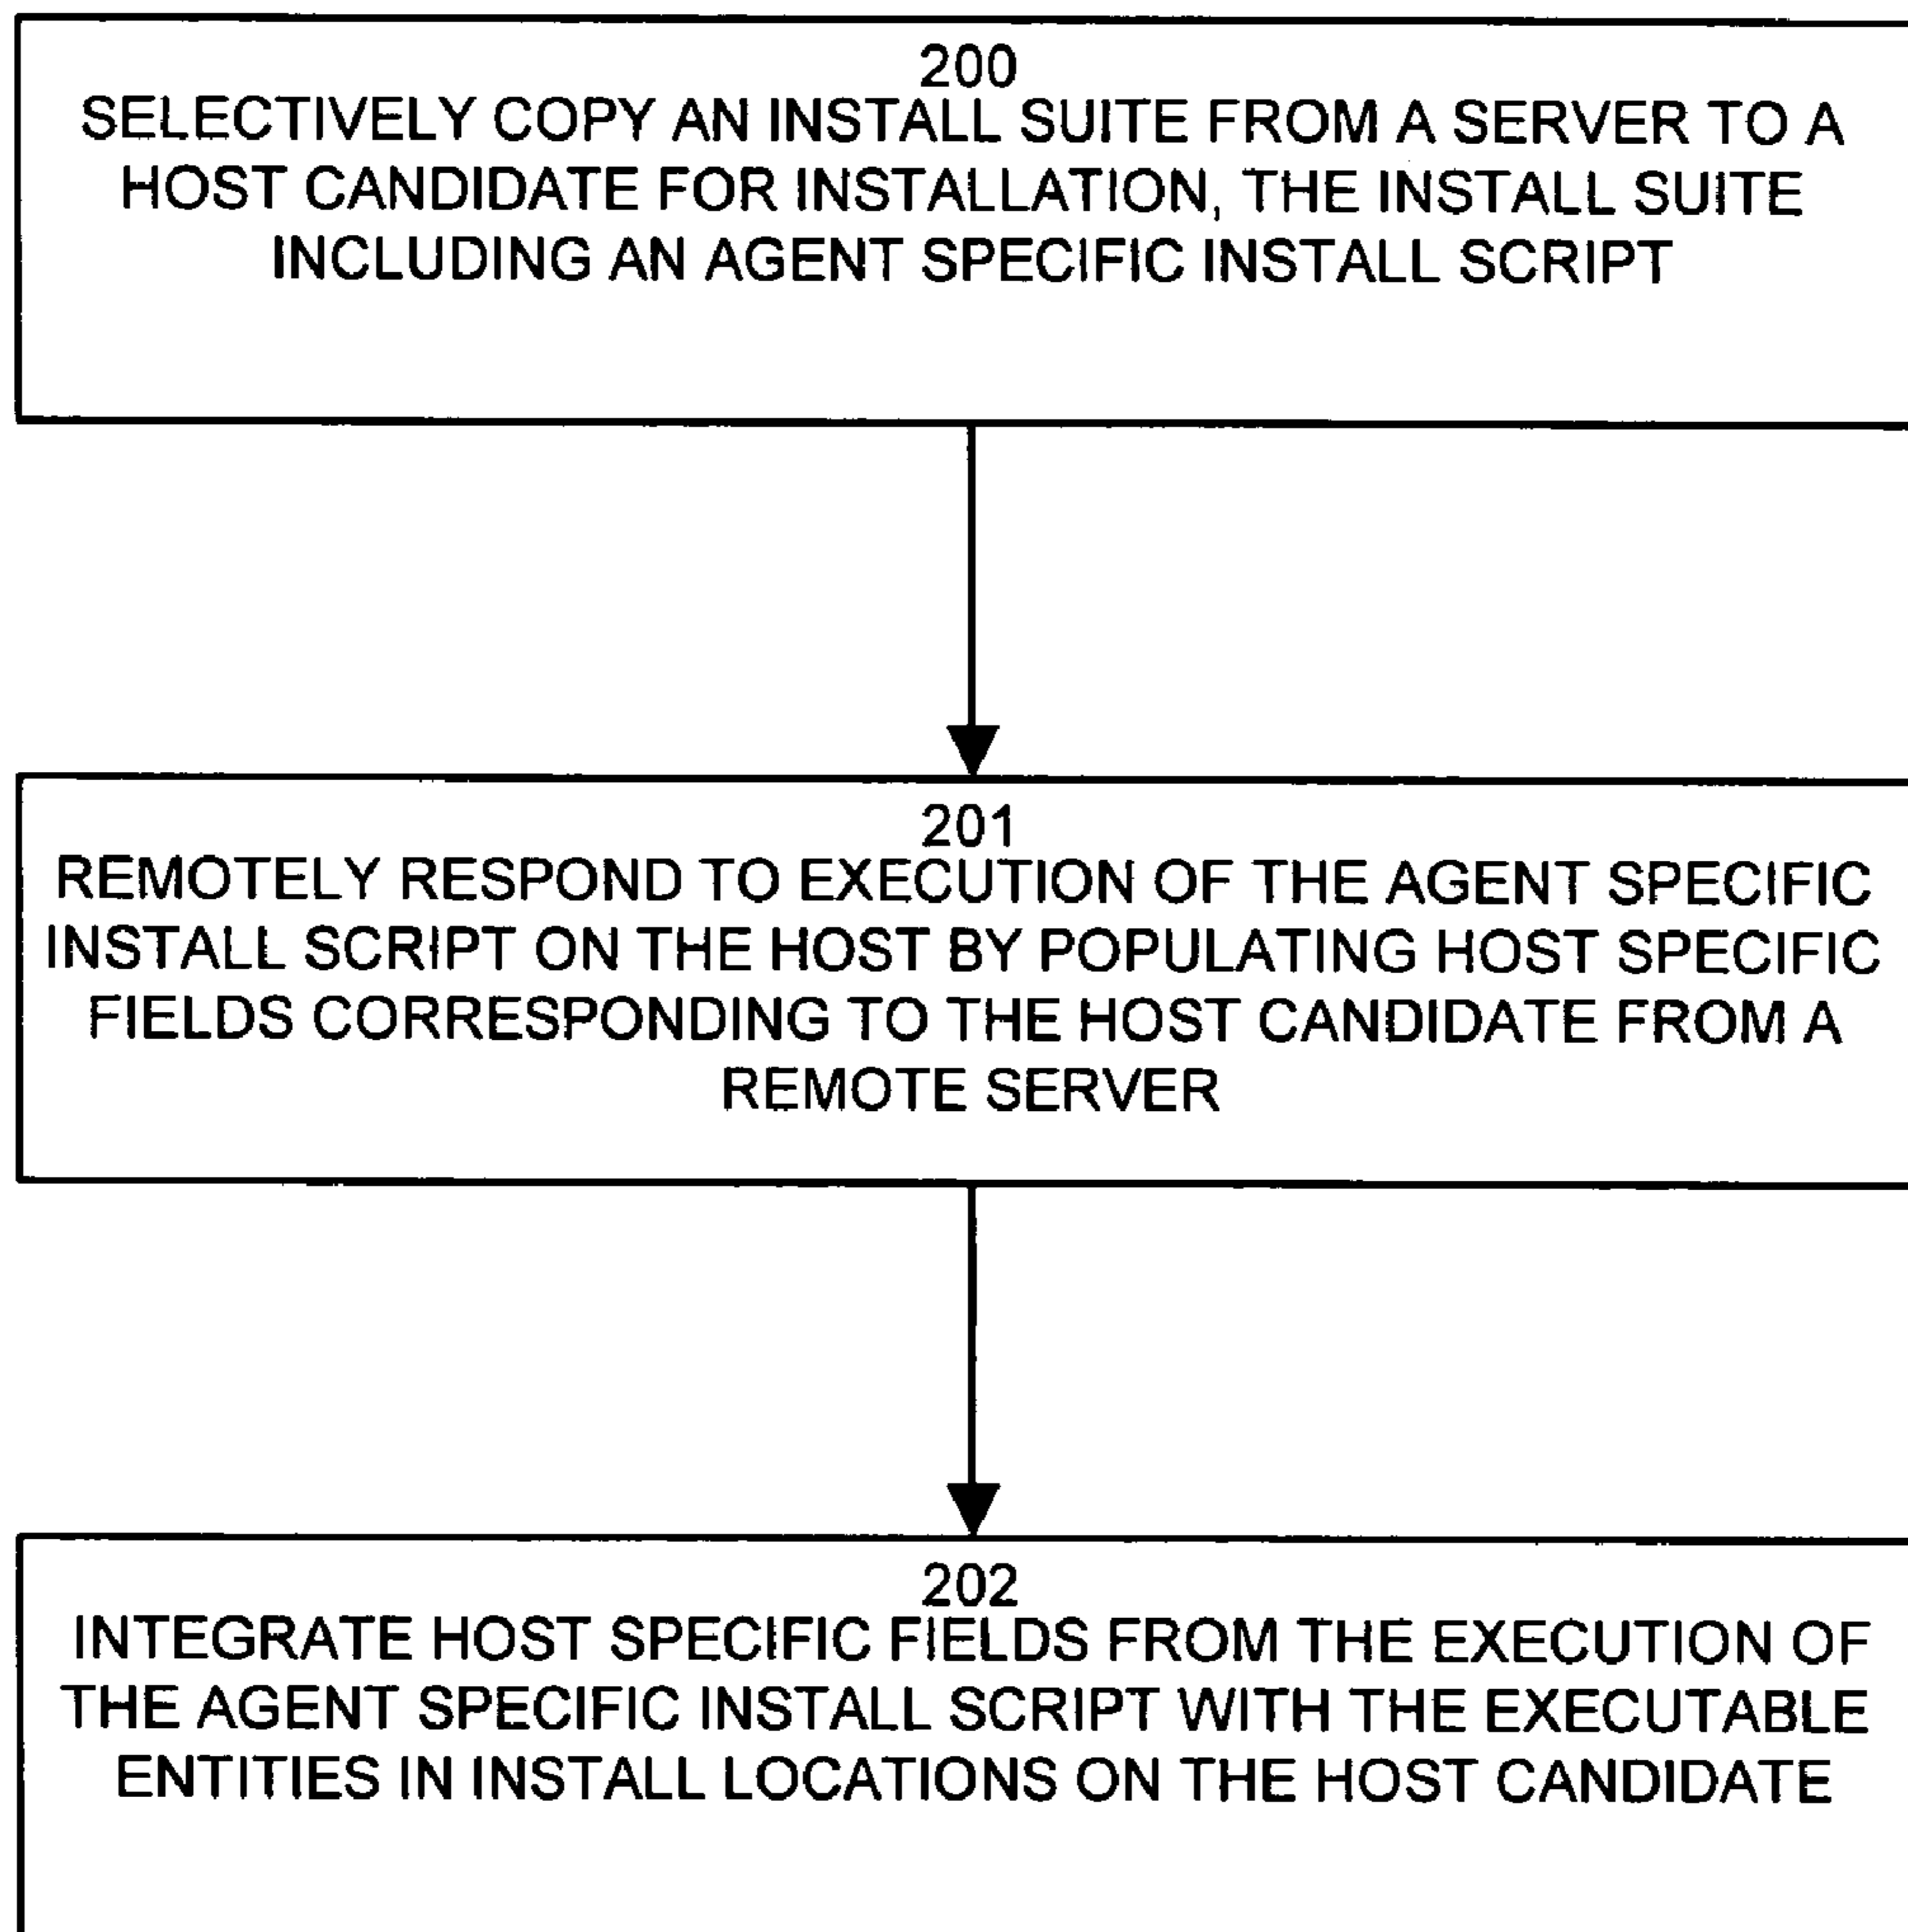 200
SELECTIVELY COPY AN INSTALL SUITE FROM A SERVER TO A
HOST CANDIDATE FOR INSTALLATION, THE INSTALL SUITE
INCLUDING AN AGENT SPECIFIC INSTALL SCRIPT
201
REMOTELY RESPOND TO EXECUTION OF THE AGENT SPECIFIC
INSTALL SCRIPT ON THE HOST BY POPULATING HOST SPECIFIC
FIELDS CORRESPONDING TO THE HOST CANDIDATE FROM A
REMOTE SERVER
202
INTEGRATE HOST SPECIFIC FIELDS FROM THE EXECUTION OF
THE AGENT SPECIFIC INSTALL SCRIPT WITH THE EXECUTABLE
ENTITIES IN INSTALL LOCATIONS ON THE HOST CANDIDATE